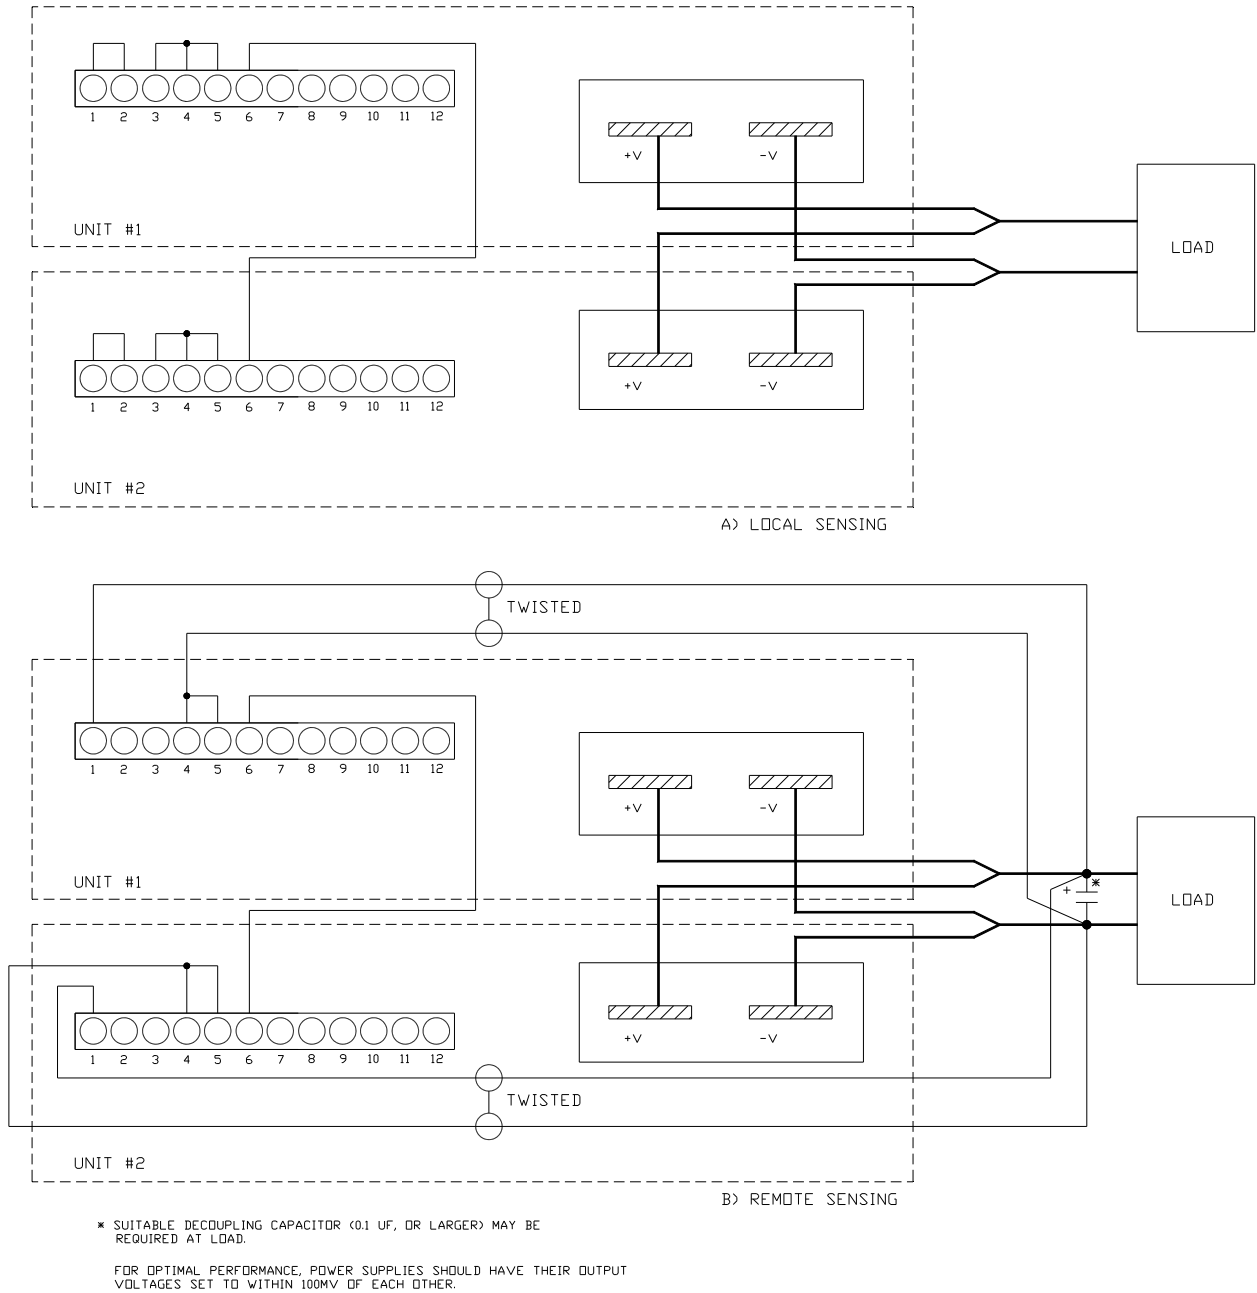 1 2 3 4 5 6 7 8 9 10 11 12
+V -V
UNIT #1
LOAD
1 2 3 4 5 6 7 8 9 10 11 12
+V -V
UNIT #2
A) LOCAL SENSING
TWISTED
1 2 3 4 5 6 7 8 9 10 11 12
+V -V
UNIT #1
+ *
LOAD
1 2 3 4 5 6 7 8 9 10 11 12
+V -V
TWISTED
UNIT #2
B) REMOTE SENSING
* SUITABLE DECOUPLING CAPACITOR (0.1 UF, OR LARGER) MAY BE
REQUIRED AT LOAD.
FOR OPTIMAL PERFORMANCE, POWER SUPPLIES SHOULD HAVE THEIR OUTPUT
VOLTAGES SET TO WITHIN 100MV OF EACH OTHER.